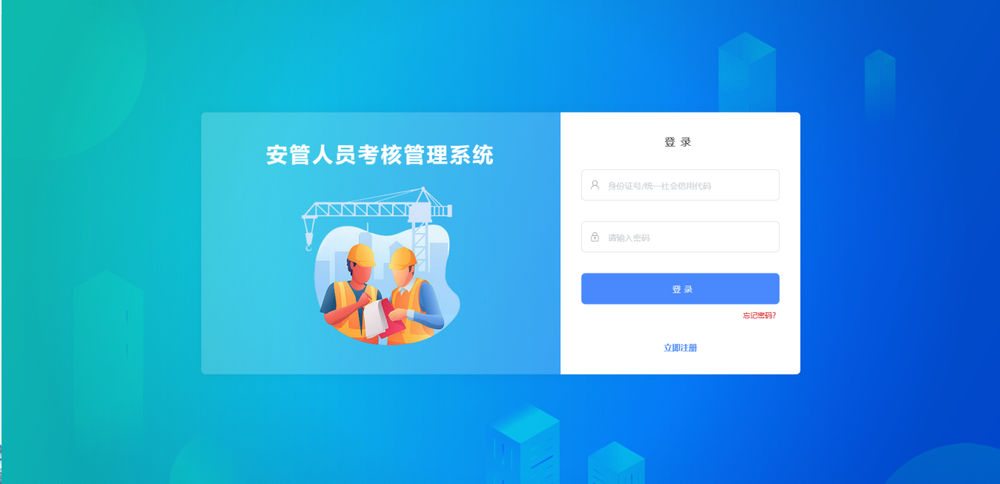 安管人员考核管理系统
登 录
身份证号/统一社会信用代码
请输入密码
登 录
忘记密码?
立即注册